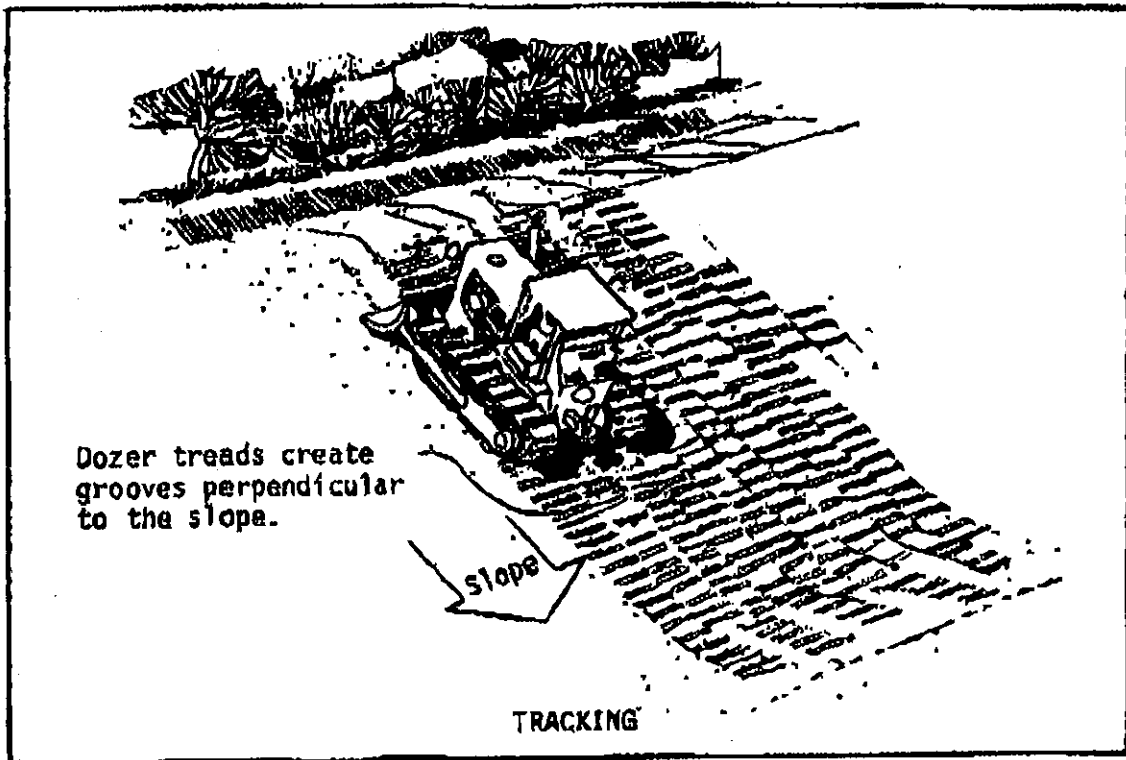 Dozer treads create
grooves perpendicular
to the slope.
slope
TRACKING